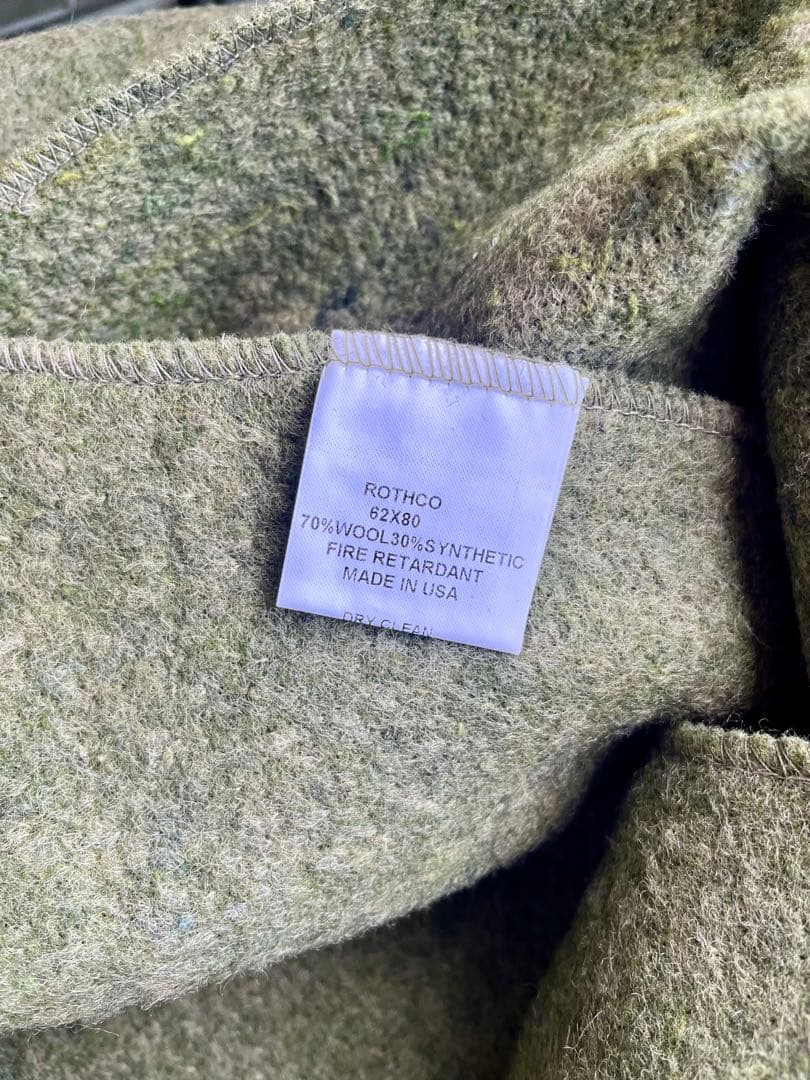 ROTHCO
62X80
70%WOOL30%SYNTHETIC
FIRE RETARDANT
MADE IN USA
DRY CLEAN